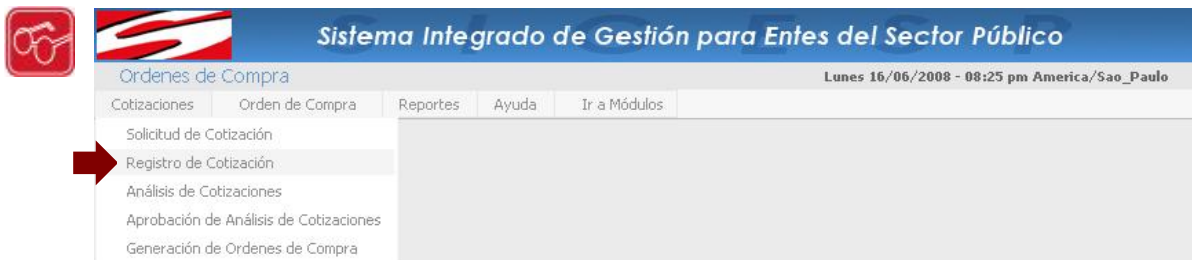 S I G E S P
Sistema Integrado de Gestión para Entes del Sector Público
Ordenes de Compra Lunes 16/06/2008 - 08:25 pm America/Sao_Paulo
Cotizaciones Orden de Compra Reportes Ayuda Ir a Módulos
Solicitud de Cotización
Registro de Cotización
Análisis de Cotizaciones
Aprobación de Análisis de Cotizaciones
Generación de Ordenes de Compra